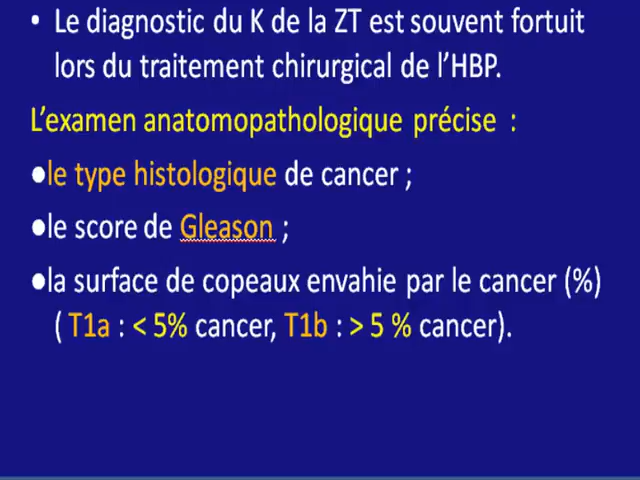 • Le diagnostic du K de la ZT est souvent fortuit
lors du traitement chirurgical de l'HBP.
L'examen anatomopathologique précise :
●le type histologique de cancer ;
●le score de Gleason ;
●la surface de copeaux envahie par le cancer (%)
( T1a : < 5% cancer, T1b : > 5 % cancer).